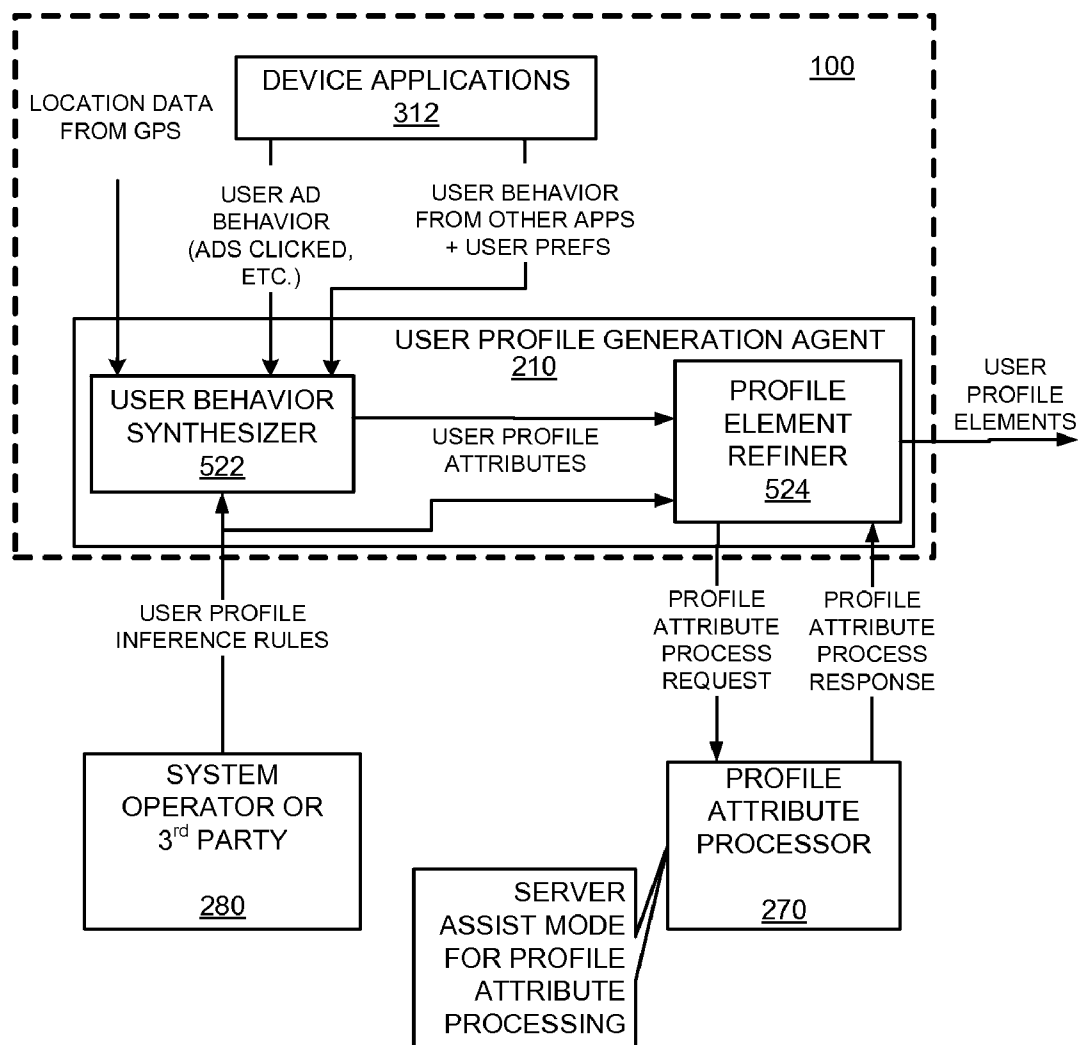 100
DEVICE APPLICATIONS
312
LOCATION DATA
FROM GPS
USER AD
BEHAVIOR
(ADS CLICKED,
ETC.)
USER BEHAVIOR
FROM OTHER APPS
+ USER PREFS
USER PROFILE GENERATION AGENT
210
USER BEHAVIOR
SYNTHESIZER
522
USER PROFILE
ATTRIBUTES
PROFILE
ELEMENT
REFINER
524
USER
PROFILE
ELEMENTS
USER PROFILE
INFERENCE RULES
PROFILE
ATTRIBUTE
PROCESS
REQUEST
PROFILE
ATTRIBUTE
PROCESS
RESPONSE
SYSTEM
OPERATOR OR
3rd PARTY
280
PROFILE
ATTRIBUTE
PROCESSOR
270
SERVER
ASSIST MODE
FOR PROFILE
ATTRIBUTE
PROCESSING